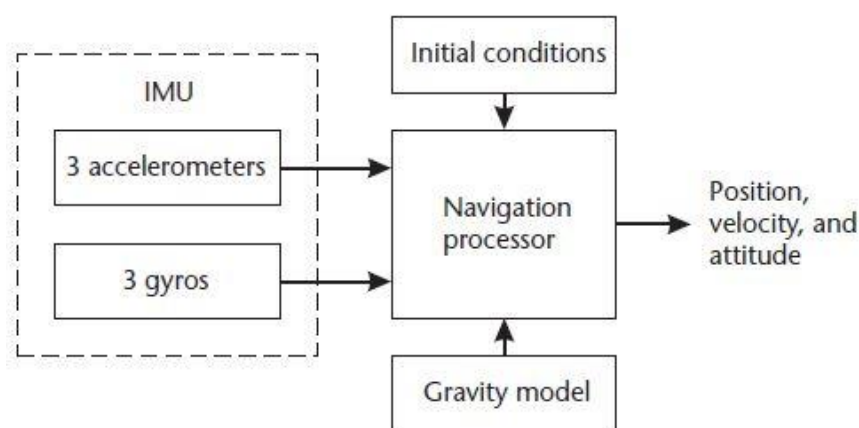 Initial conditions
IMU
3 accelerometers
3 gyros
Navigation
processor
Position,
velocity, and
attitude
Gravity model